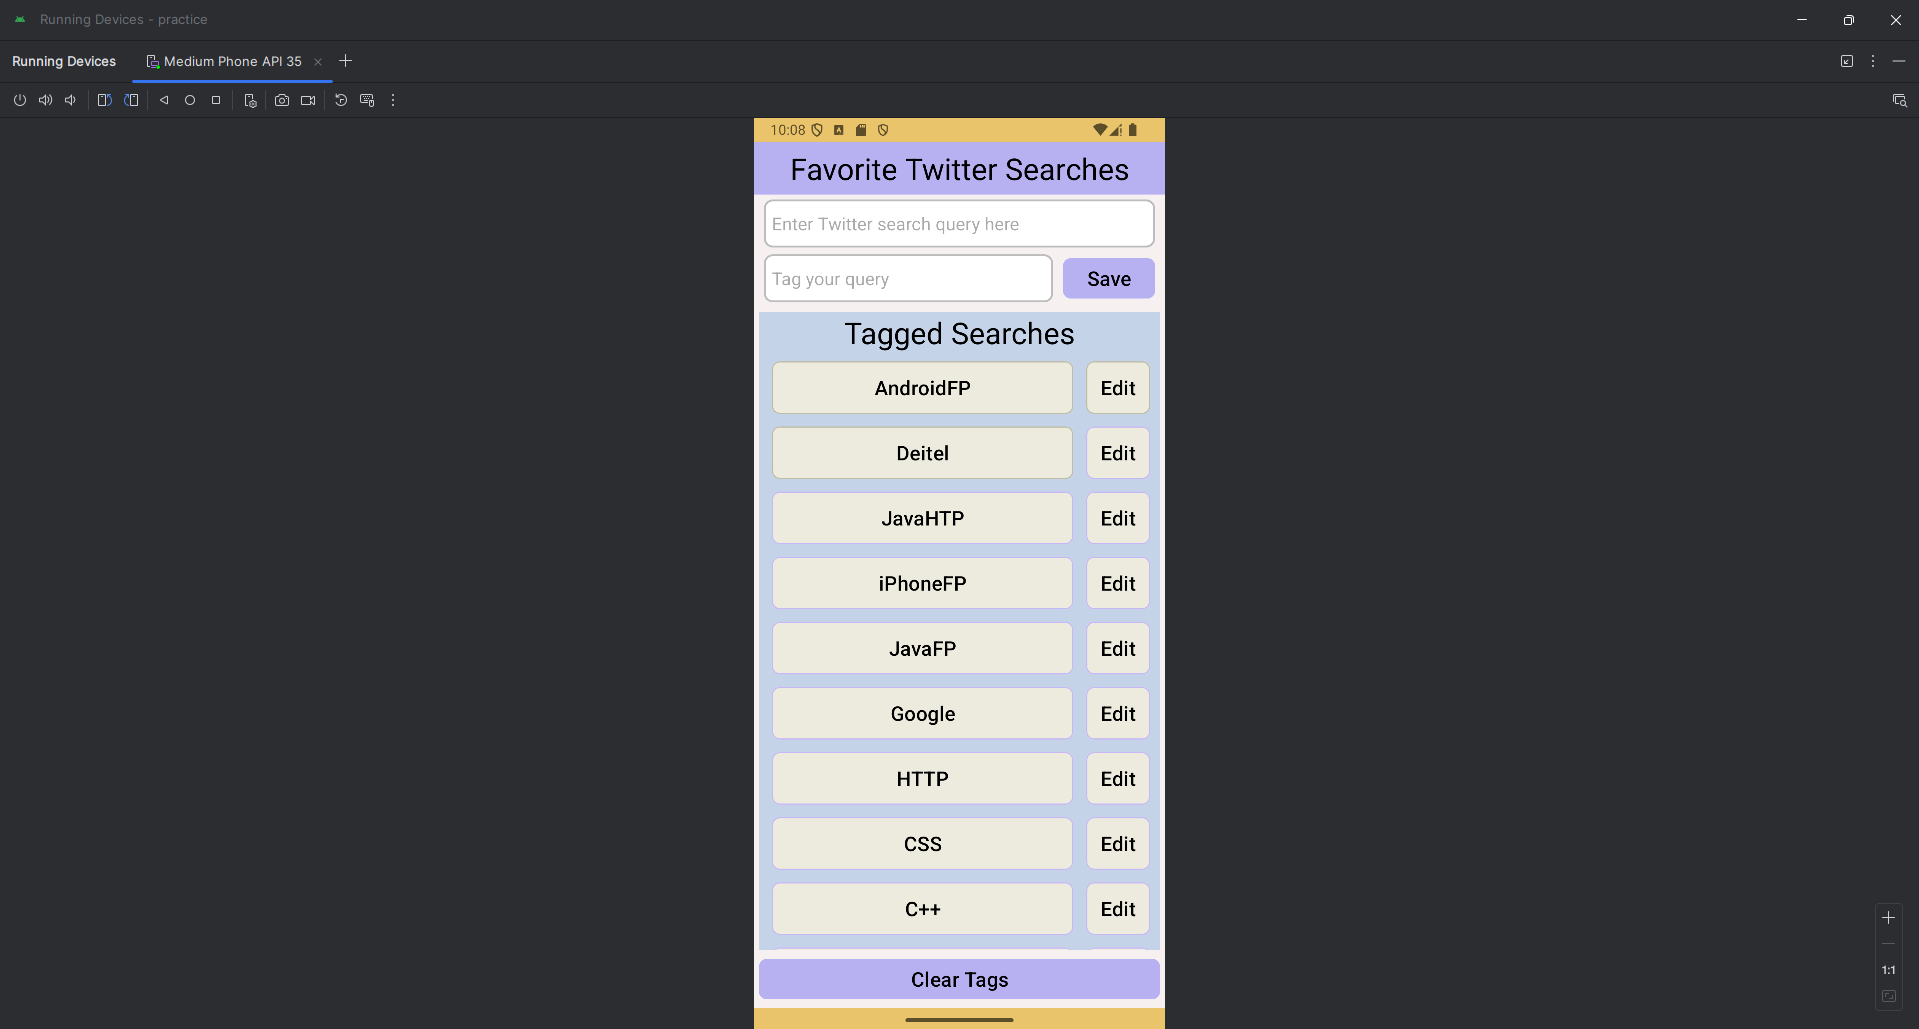 Running Devices - practice
Running Devices
Medium Phone API 35
10:08
Favorite Twitter Searches
Enter Twitter search query here
Tag your query
Save
Tagged Searches
AndroidFP
Edit
Deitel
Edit
JavaHTP
Edit
iPhoneFP
Edit
JavaFP
Edit
Google
Edit
HTTP
Edit
CSS
Edit
C++
Edit
1:1
Clear Tags